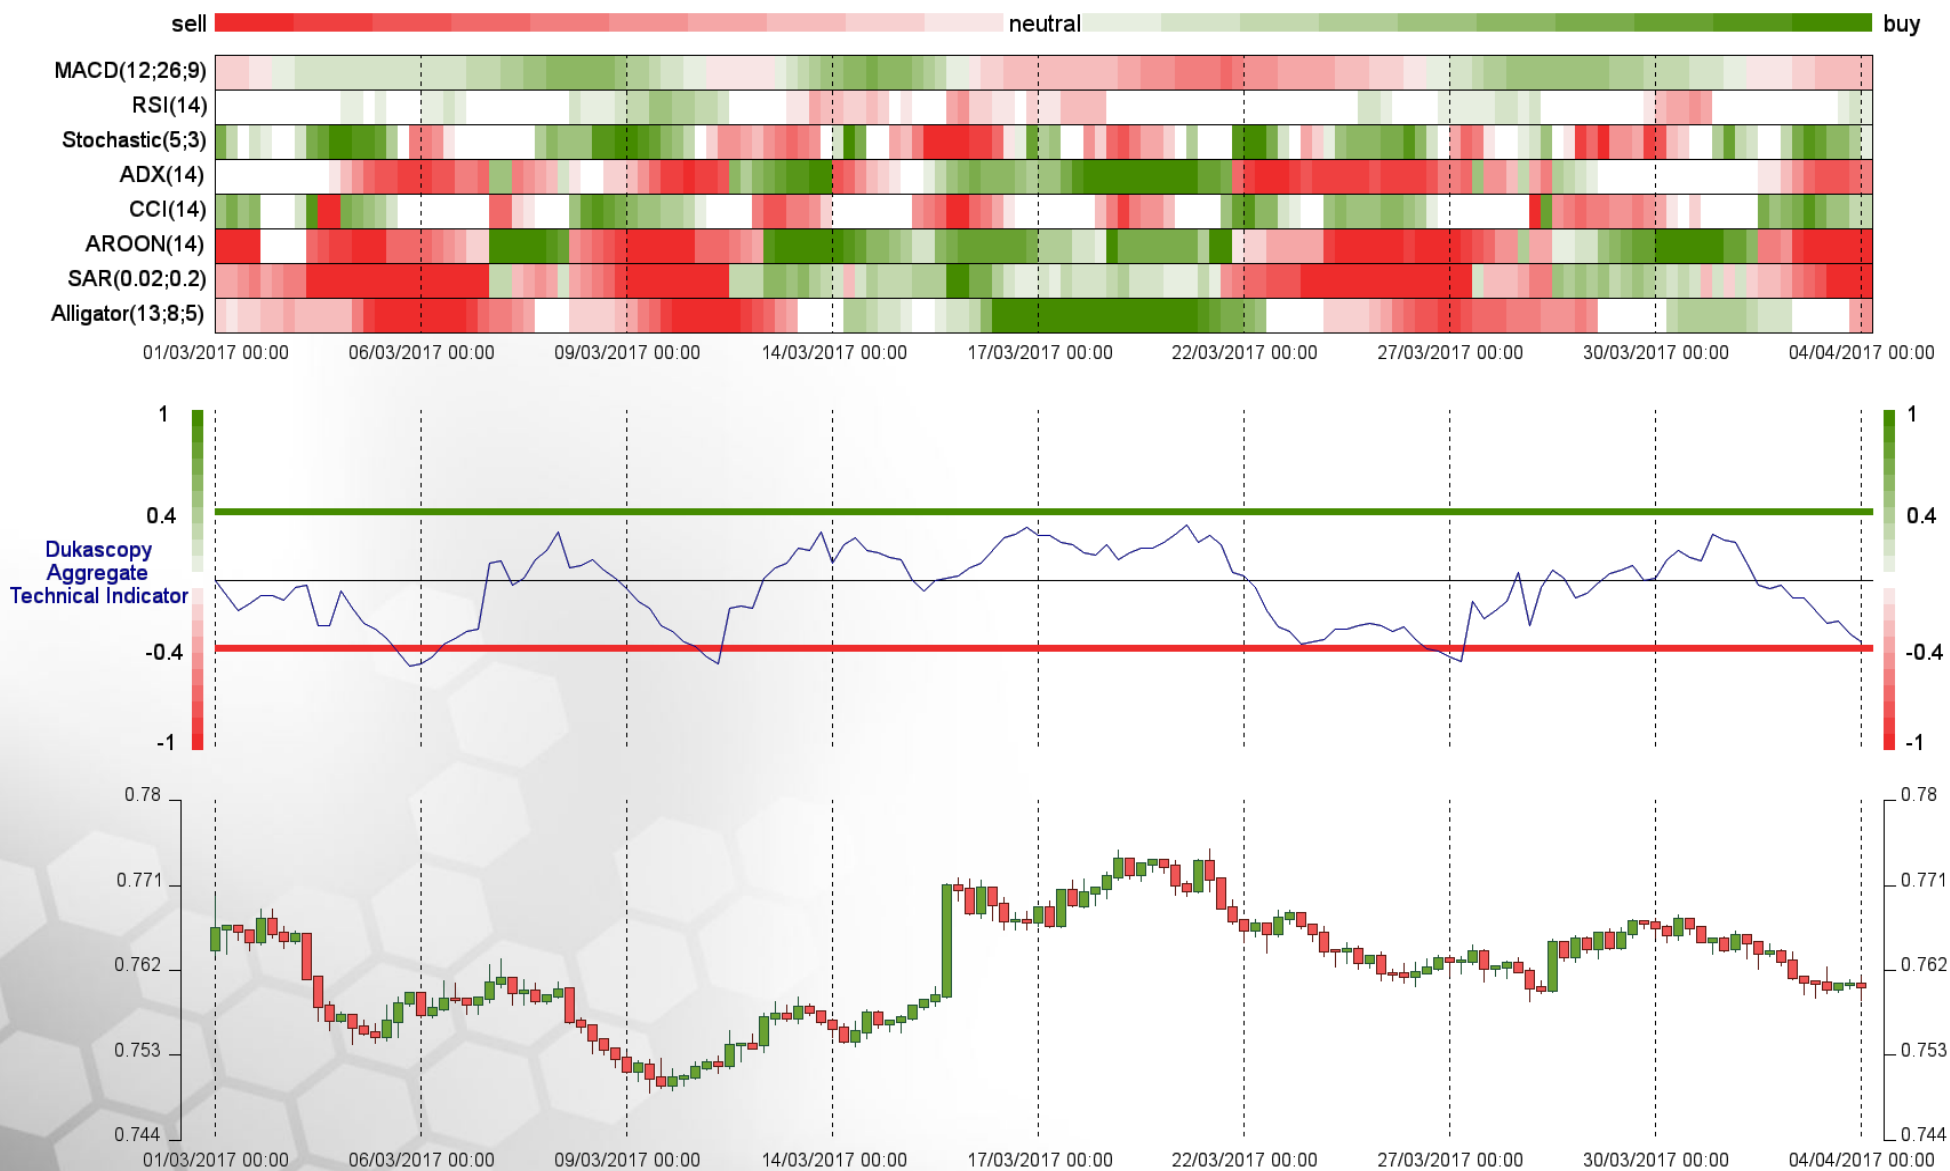 sell neutral buy
MACD(12;26;9)
RSI(14)
Stochastic(5;3)
ADX(14)
CCI(14)
AROON(14)
SAR(0.02;0.2)
Alligator(13;8;5)
01/03/2017 00:00 06/03/2017 00:00 09/03/2017 00:00 14/03/2017 00:00 17/03/2017 00:00 22/03/2017 00:00 27/03/2017 00:00 30/03/2017 00:00 04/04/2017 00:00
1 1
0.4 0.4
Dukascopy
Aggregate
Technical Indicator
-0.4 -0.4
-1 -1
0.78 0.78
0.771 0.771
0.762 0.762
0.753 0.753
0.744 0.744
01/03/2017 00:00 06/03/2017 00:00 09/03/2017 00:00 14/03/2017 00:00 17/03/2017 00:00 22/03/2017 00:00 27/03/2017 00:00 30/03/2017 00:00 04/04/2017 00:00